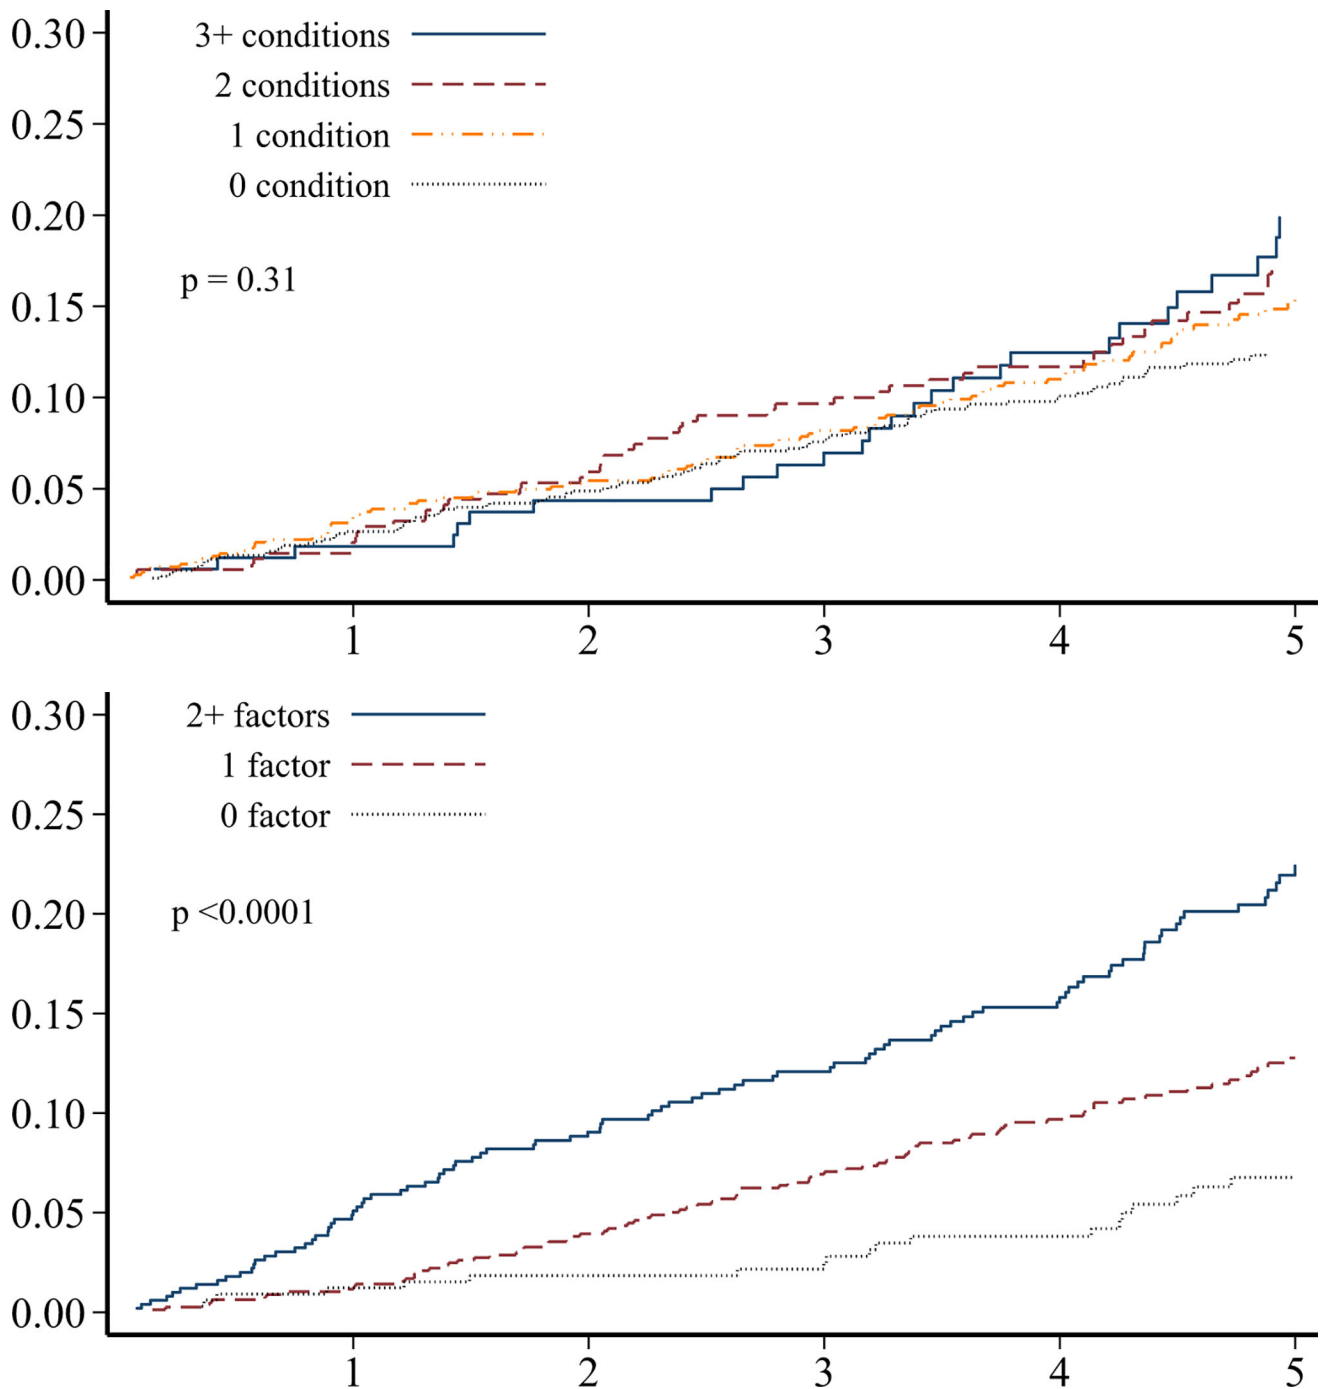 0.30
3+ conditions
2 conditions
0.25
1 condition
0 condition
0.20
p = 0.31
0.15
0.10
0.05
0.00
1 2 3 4 5
0.30
2+ factors
1 factor
0.25
0 factor
0.20
p <0.0001
0.15
0.10
0.05
0.00
1 2 3 4 5